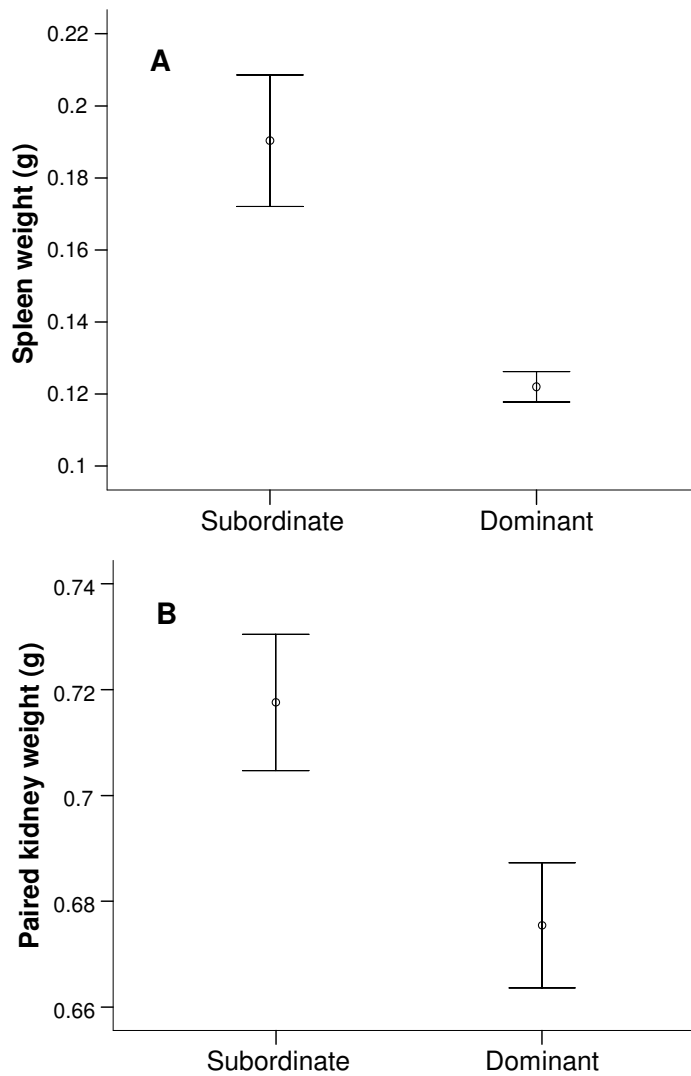 A
Spleen weight (g)
0.22
0.2
0.18
0.16
0.14
0.12
0.1
Subordinate
Dominant
B
Paired kidney weight (g)
0.74
0.72
0.7
0.68
0.66
Subordinate
Dominant